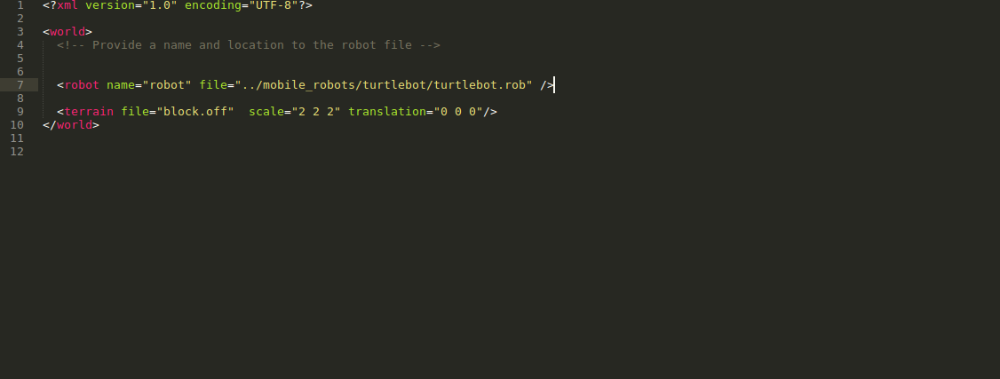 1 <?xml version="1.0" encoding="UTF-8"?>
2
3 <world>
4 <!-- Provide a name and location to the robot file -->
5
6
7 <robot name="robot" file="../mobile_robots/turtlebot/turtlebot.rob" />
8
9 <terrain file="block.off"  scale="2 2 2" translation="0 0 0"/>
10 </world>
11
12